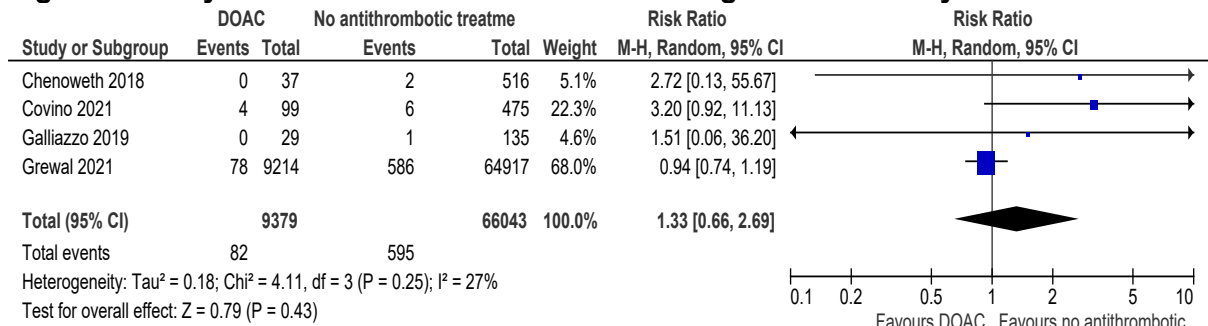 DOAC No antithrombotic treatme Risk Ratio Risk Ratio
Study or Subgroup Events Total Events Total Weight M-H, Random, 95% CI M-H, Random, 95% CI
Chenoweth 2018 0 37 2 516 5.1% 2.72 [0.13, 55.67]
Covino 2021 4 99 6 475 22.3% 3.20 [0.92, 11.13]
Galliazzo 2019 0 29 1 135 4.6% 1.51 [0.06, 36.20]
Grewal 2021 78 9214 586 64917 68.0% 0.94 [0.74, 1.19]
Total (95% CI) 9379 66043 100.0% 1.33 [0.66, 2.69]
Total events 82 595
Heterogeneity: Tau² = 0.18; Chi² = 4.11, df = 3 (P = 0.25); I² = 27%
Test for overall effect: Z = 0.79 (P = 0.43)
0.1 0.2 0.5 1 2 5 10
Favours DOAC Favours no antithrombotic